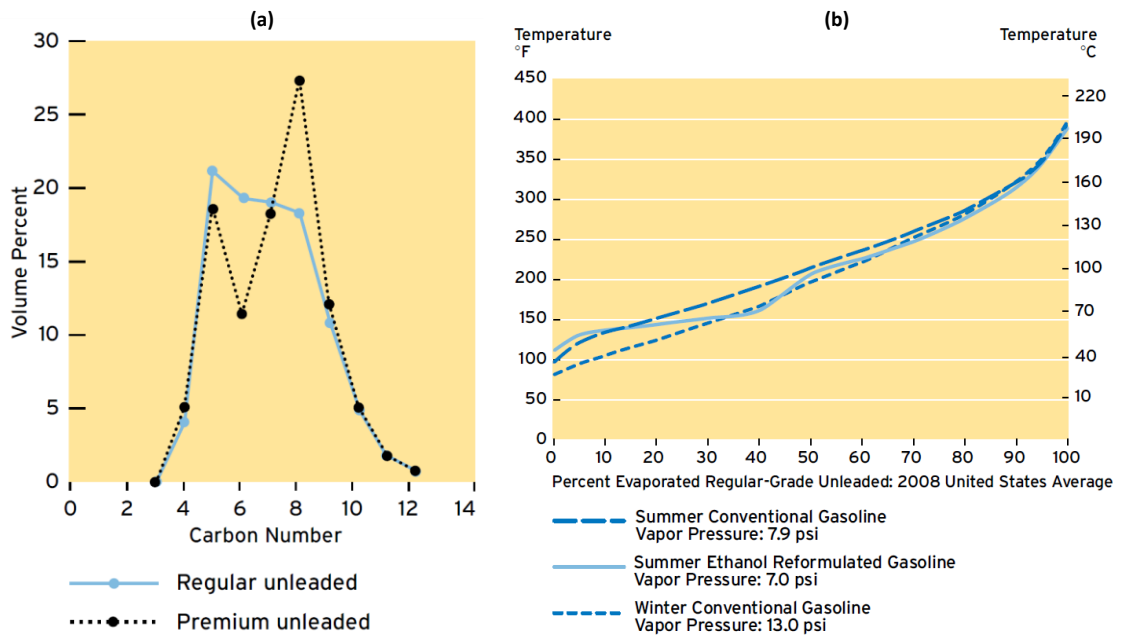 (a)
30
25
20
15
10
5
0
Volume Percent
0 2 4 6 8 10 12 14
Carbon Number
Regular unleaded
Premium unleaded
(b)
Temperature
°F
Temperature
°C
450
400
350
300
250
200
150
100
50
0
220
190
160
130
100
70
40
10
0 10 20 30 40 50 60 70 80 90 100
Percent Evaporated Regular-Grade Unleaded: 2008 United States Average
Summer Conventional Gasoline
Vapor Pressure: 7.9 psi
Summer Ethanol Reformulated Gasoline
Vapor Pressure: 7.0 psi
Winter Conventional Gasoline
Vapor Pressure: 13.0 psi